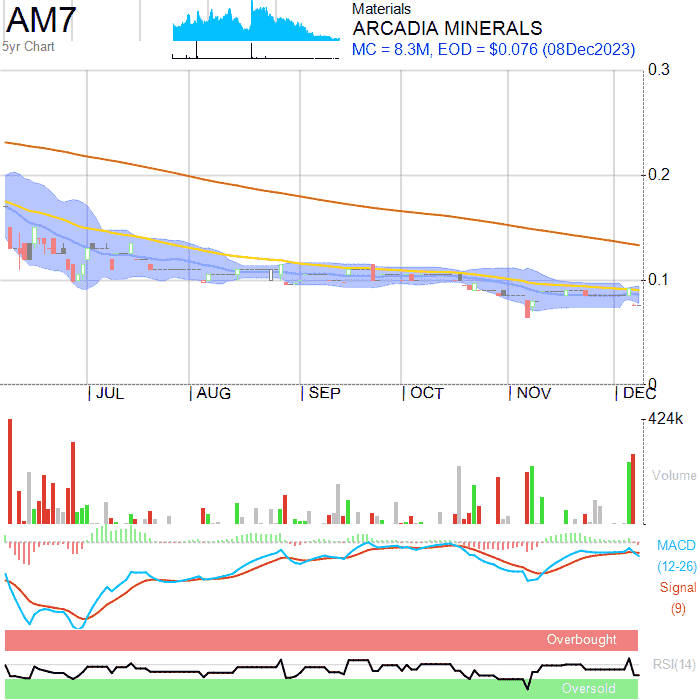 AM7
5yr Chart
Materials
ARCADIA MINERALS
MC = 8.3M, EOD = $0.076 (08Dec2023)
0.3
0.2
0.1
0
JUL AUG SEP OCT NOV DEC
424k
Volume
MACD
(12-26)
Signal
(9)
Overbought
RSI(14)
Oversold